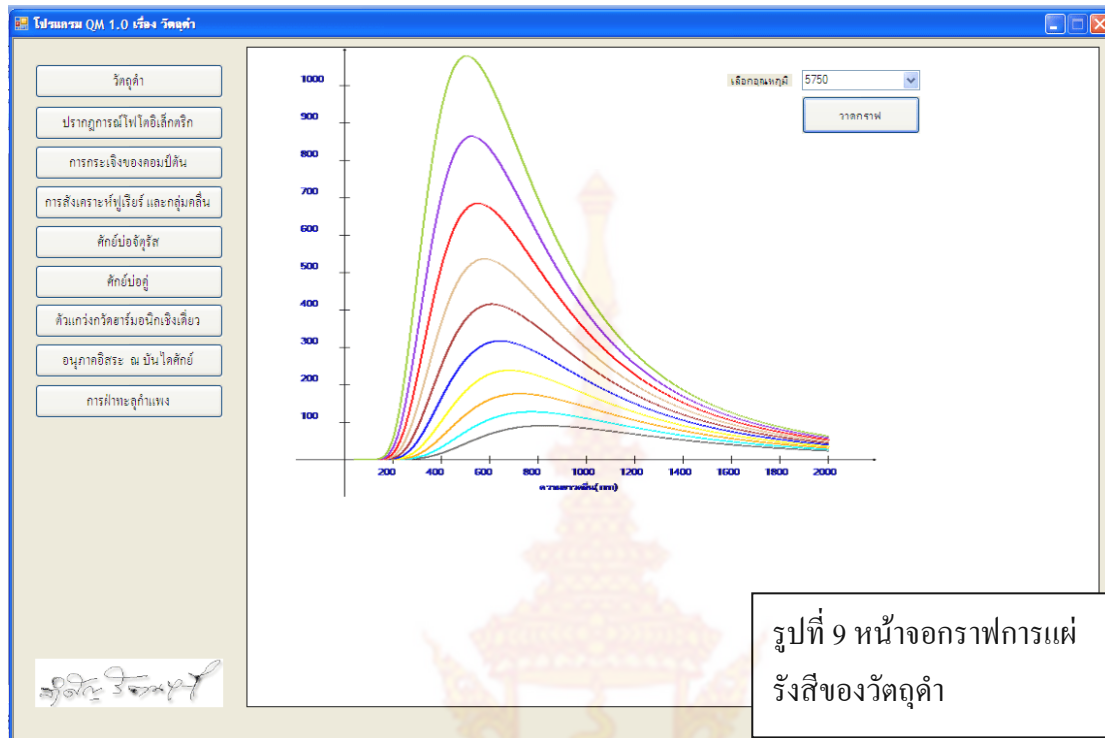 โปรแกรม QM 1.0 เรื่อง วัตถุดำ
วัตถุดำ
ปรากฏการณ์โฟโตอิเล็กตริก
การกระเจิงของคอมป์ตัน
การสังเคราะห์ฟูเรียร์ และกลุ่มคลื่น
ศักย์บ่อจัตุรัส
ศักย์บ่อคู่
ตัวแกว่งกวัดฮาร์มอนิกเชิงเดี่ยว
อนุภาคอิสระ ณ บันไดศักย์
การฝ่าทะลุกำแพง
เลือกอุณหภูมิ 5750
วาดกราฟ
1000
900
800
700
600
500
400
300
200
100
200 400 600 800 1000 1200 1400 1600 1800 2000
ความยาวคลื่น(nm)
รูปที่ 9 หน้าจอกราฟการแผ่
รังสีของวัตถุดำ